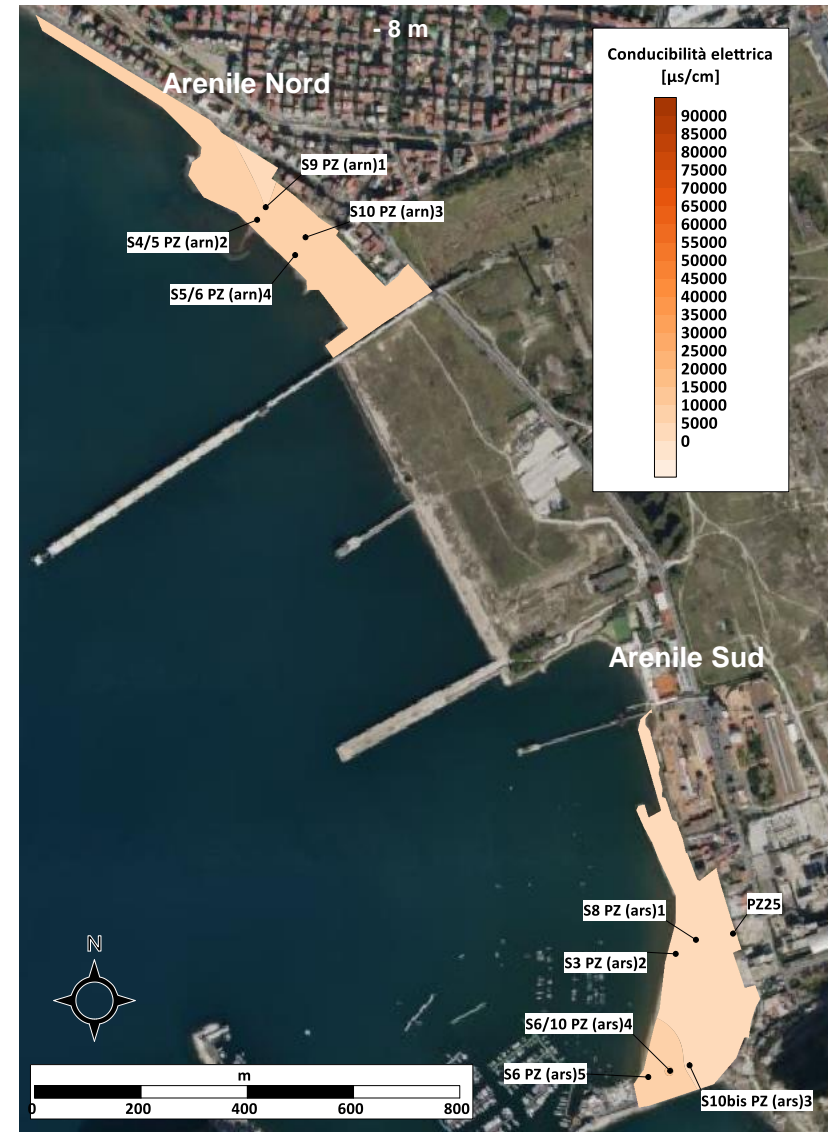 - 8 m
Arenile Nord
Conducibilità elettrica
[µs/cm]
90000
85000
80000
75000
70000
65000
60000
55000
50000
45000
40000
35000
30000
25000
20000
15000
10000
5000
0
S9 PZ (arn)1
S10 PZ (arn)3
S4/5 PZ (arn)2
S5/6 PZ (arn)4
Arenile Sud
PZ25
S8 PZ (ars)1
S3 PZ (ars)2
S6/10 PZ (ars)4
S6 PZ (ars)5
S10bis PZ (ars)3
N
m
0 200 400 600 800